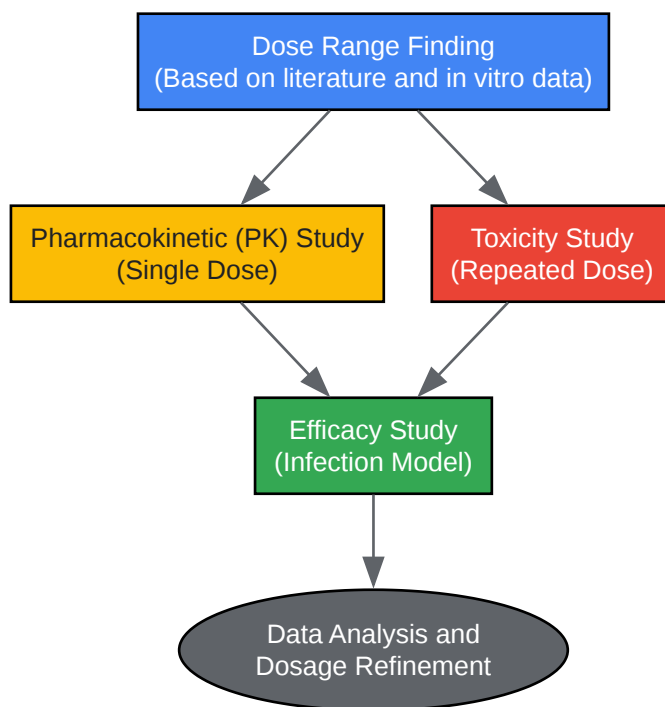 Dose Range Finding
(Based on literature and in vitro data)
Pharmacokinetic (PK) Study
(Single Dose)
Toxicity Study
(Repeated Dose)
Efficacy Study
(Infection Model)
Data Analysis and
Dosage Refinement